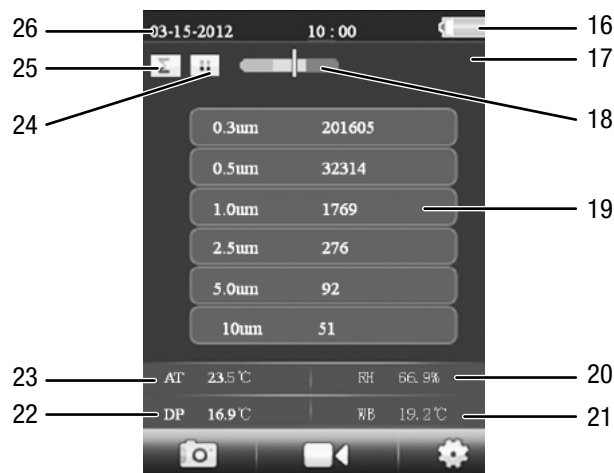 26 03-15-2012 10 : 00 16
25 Σ 17
24 18
0.3um 201605
0.5um 32314
1.0um 1769 19
2.5um 276
5.0um 92
10um 51
23 AT 23.5℃ RH 66.9% 20
22 DP 16.9℃ WB 19.2℃ 21